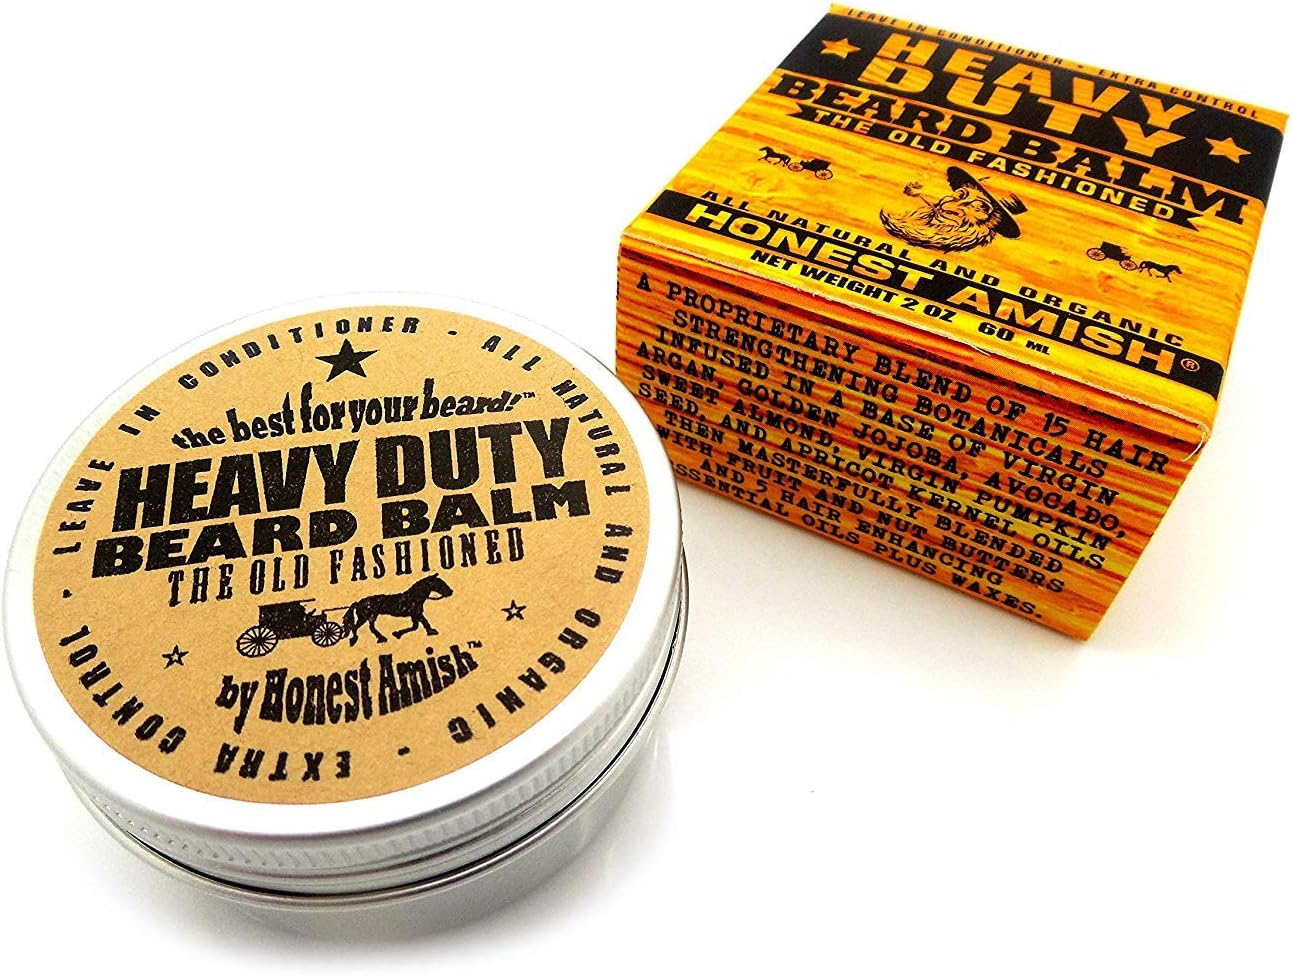 LEAVE IN CONDITIONER - ALL NATURAL AND ORGANIC - EXTRA CONTROL -
the best for your beard!™
HEAVY DUTY
BEARD BALM
THE OLD FASHIONED
by Honest Amish™
LEAVE IN CONDITIONER - EXTRA CONTROL
HEAVY
DUTY
BEARD BALM
THE OLD FASHIONED
ALL NATURAL AND ORGANIC
HONEST AMISH®
NET WEIGHT 2 OZ 60 ML
A PROPRIETARY BLEND OF 15 HAIR
STRENGTHENING BOTANICALS
INFUSED IN A BASE OF VIRGIN
ARGAN, GOLDEN JOJOBA, AVOCADO,
SWEET ALMOND, VIRGIN PUMPKIN
SEED, AND APRICOT KERNEL OILS
THEN MASTERFULLY BLENDED
WITH FRUIT AND NUT BUTTERS
AND 5 HAIR ENHANCING
ESSENTIAL OILS PLUS WAXES.